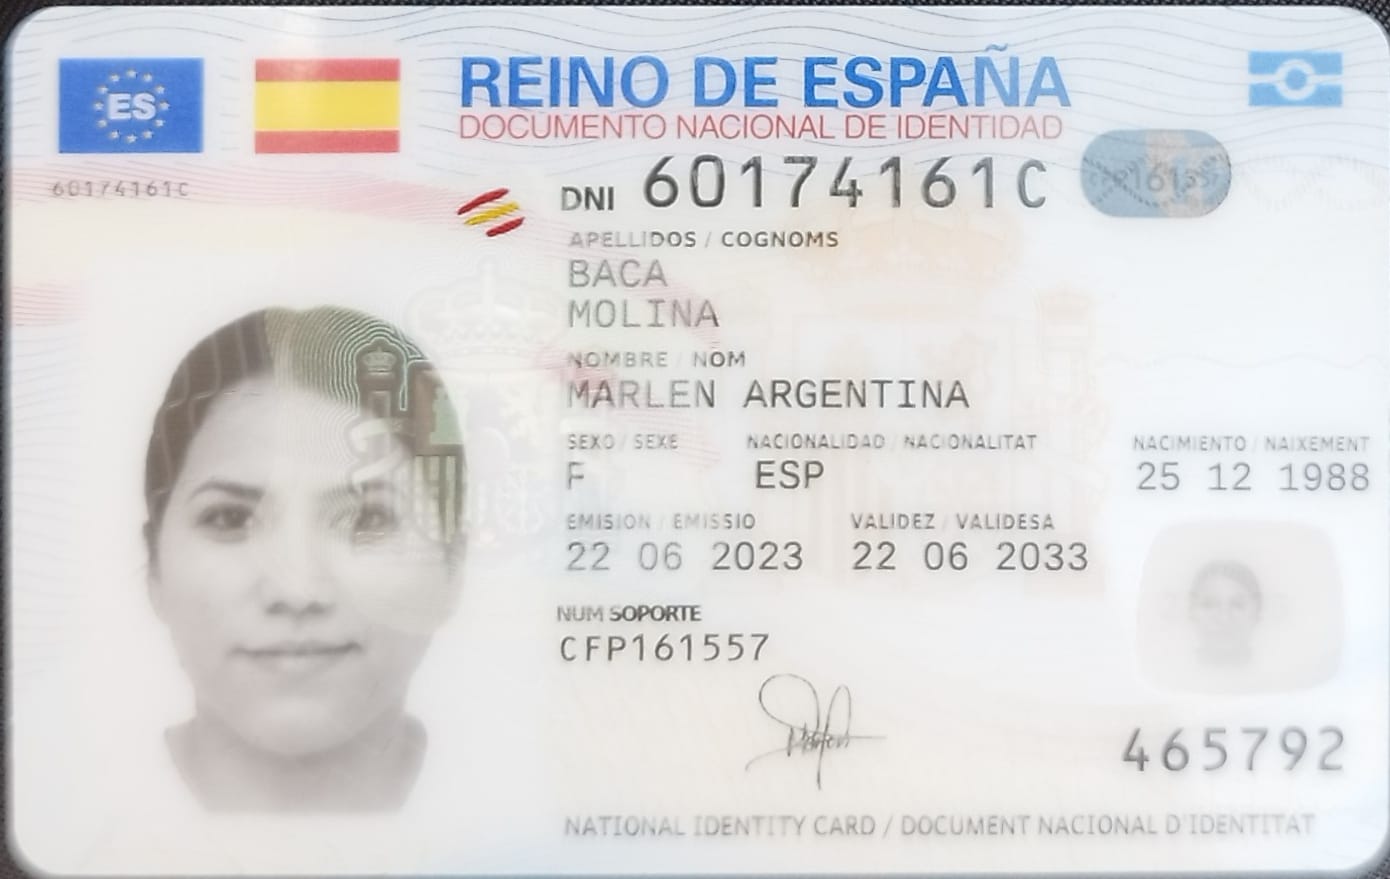 ES
REINO DE ESPAÑA
DOCUMENTO NACIONAL DE IDENTIDAD
60174161C
DNI 60174161C
APELLIDOS / COGNOMS
BACA
MOLINA
NOMBRE / NOM
MARLEN ARGENTINA
SEXO / SEXE NACIONALIDAD / NACIONALITAT NACIMIENTO / NAIXEMENT
F ESP 25 12 1988
EMISION / EMISSIO VALIDEZ / VALIDESA
22 06 2023 22 06 2033
NUM SOPORTE
CFP161557
465792
NATIONAL IDENTITY CARD / DOCUMENT NACIONAL D'IDENTITAT